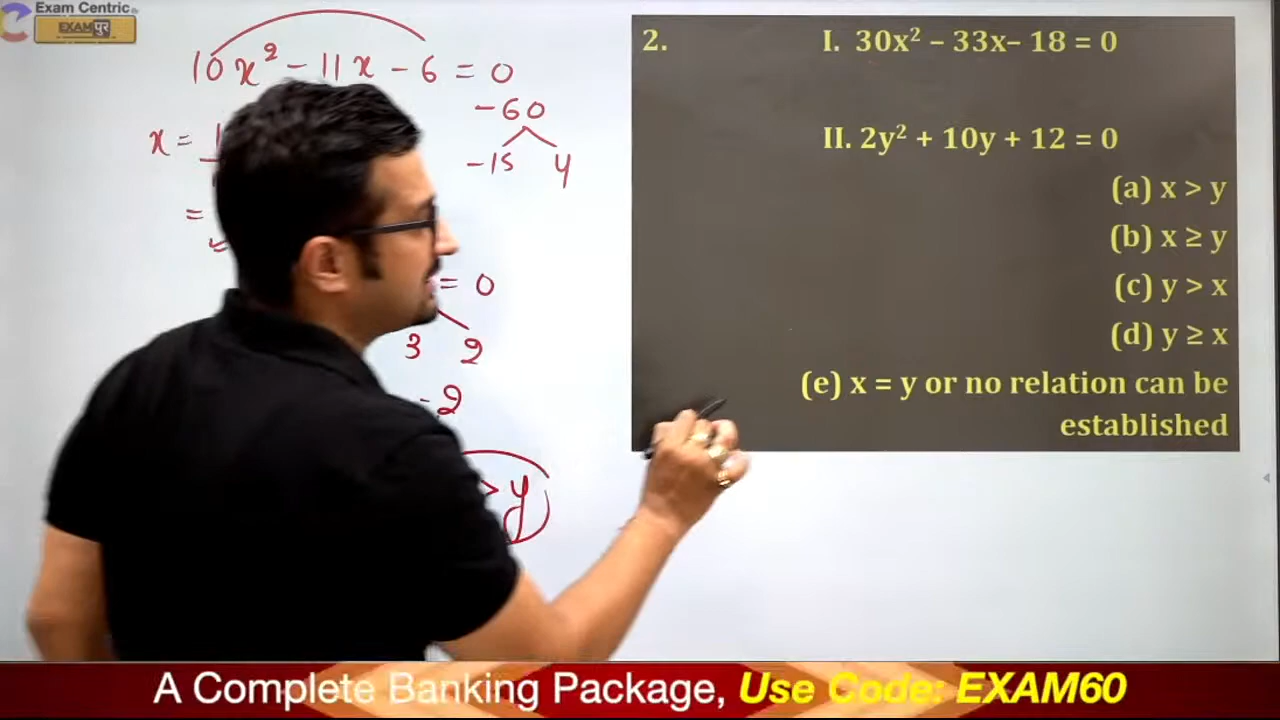 Exam Centric
EXAMपुर
10x² - 11x - 6 = 0
-60
x =
-15 4
=
= 0
3 2
-2
> y
2. I. 30x² – 33x– 18 = 0
II. 2y² + 10y + 12 = 0
(a) x > y
(b) x ≥ y
(c) y > x
(d) y ≥ x
(e) x = y or no relation can be
established
A Complete Banking Package, Use Code: EXAM60